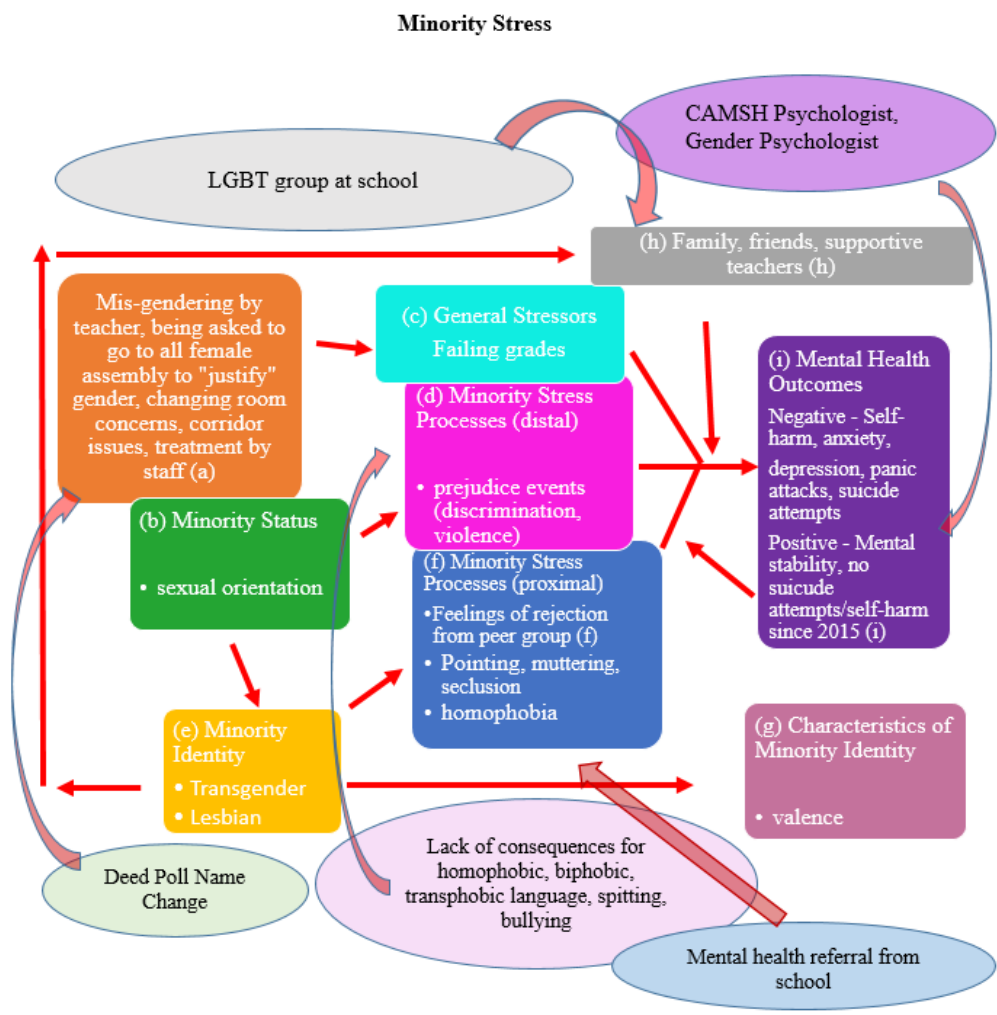 Minority Stress
CAMSH Psychologist,
Gender Psychologist
LGBT group at school
(h) Family, friends, supportive
teachers (h)
Mis-gendering by
teacher, being asked to
go to all female
assembly to "justify"
gender, changing room
concerns, corridor
issues, treatment by
staff (a)
(c) General Stressors
Failing grades
(d) Minority Stress
Processes (distal)
• prejudice events
(discrimination,
violence)
(i) Mental Health
Outcomes
Negative - Self-
harm, anxiety,
depression, panic
attacks, suicide
attempts
Positive - Mental
stability, no
suicude
attempts/self-harm
since 2015 (i)
(b) Minority Status
• sexual orientation
(f) Minority Stress
Processes (proximal)
•Feelings of rejection
from peer group (f)
• Pointing, muttering,
seclusion
• homophobia
(e) Minority
Identity
• Transgender
• Lesbian
(g) Characteristics of
Minority Identity
• valence
Deed Poll Name
Change
Lack of consequences for
homophobic, biphobic,
transphobic language, spitting,
bullying
Mental health referral from
school